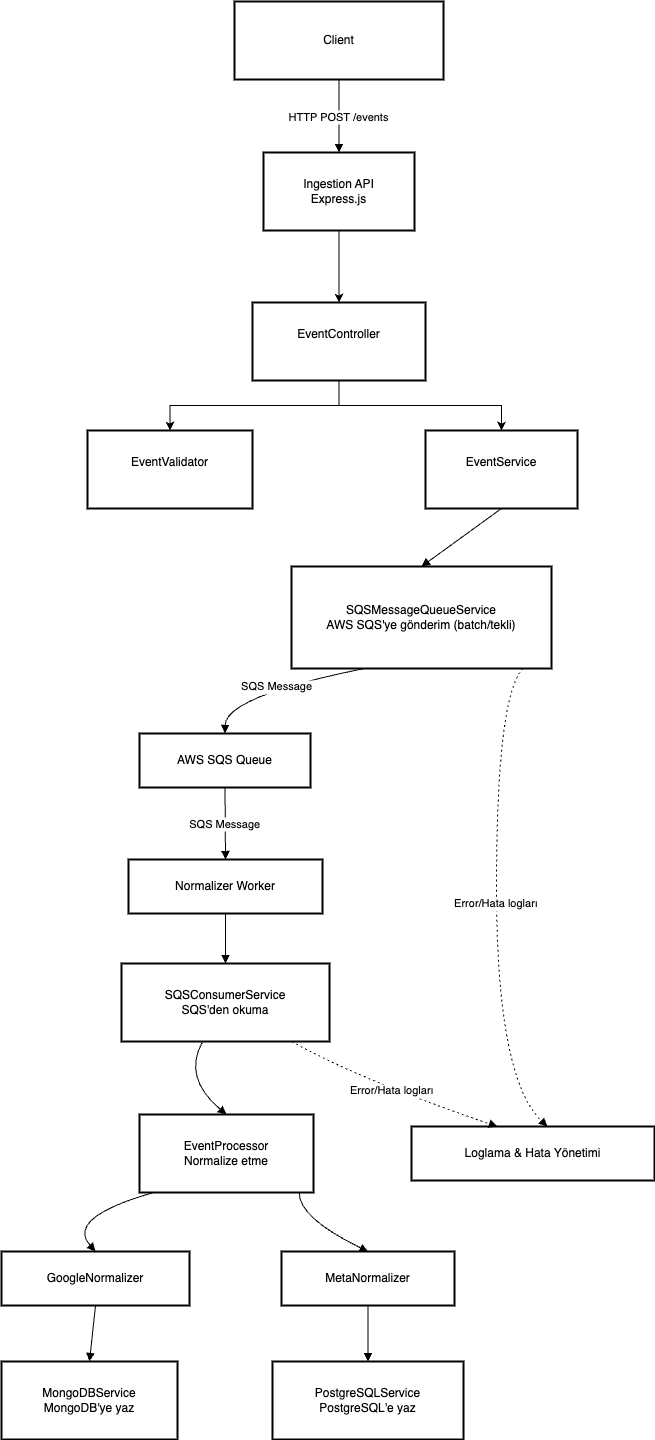 Client
HTTP POST /events
Ingestion API
Express.js
EventController
EventValidator
EventService
SQSMessageQueueService
AWS SQS'ye gönderim (batch/tekli)
SQS Message
AWS SQS Queue
SQS Message
Normalizer Worker
Error/Hata logları
SQSConsumerService
SQS'den okuma
Error/Hata logları
EventProcessor
Normalize etme
Loglama & Hata Yönetimi
GoogleNormalizer
MetaNormalizer
MongoDBService
MongoDB'ye yaz
PostgreSQLService
PostgreSQL'e yaz